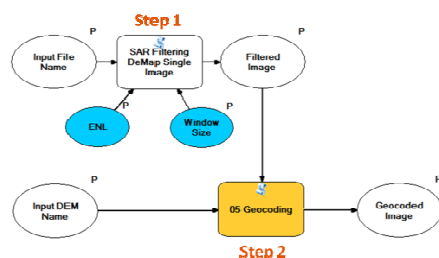 Step 1
P
P
Input File
Name
SAR Filtering
DeMap Single
Image
Filtered
Image
P
P
ENL
Window
Size
P
P
Input DEM
Name
05 Geocoding
Geocoded
Image
Step 2